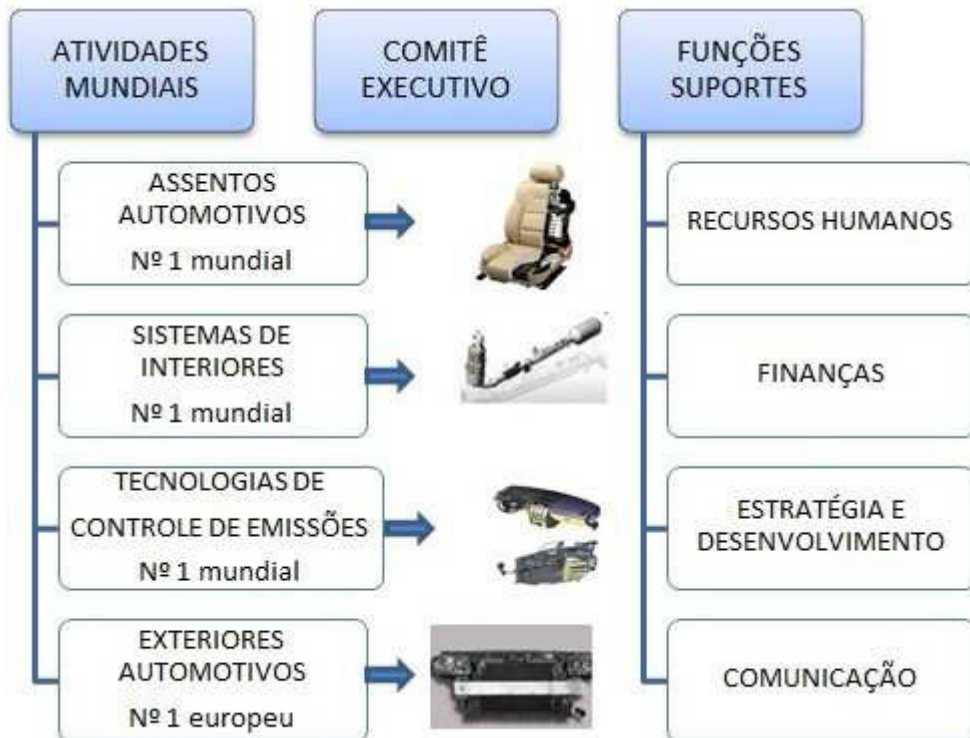 ATIVIDADES
MUNDIAIS
COMITÊ
EXECUTIVO
FUNÇÕES
SUPORTES
ASSENTOS
AUTOMOTIVOS
Nº 1 mundial
SISTEMAS DE
INTERIORES
Nº 1 mundial
TECNOLOGIAS DE
CONTROLE DE EMISSÕES
Nº 1 mundial
EXTERIORES
AUTOMOTIVOS
Nº 1 europeu
RECURSOS HUMANOS
FINANÇAS
ESTRATÉGIA E
DESENVOLVIMENTO
COMUNICAÇÃO